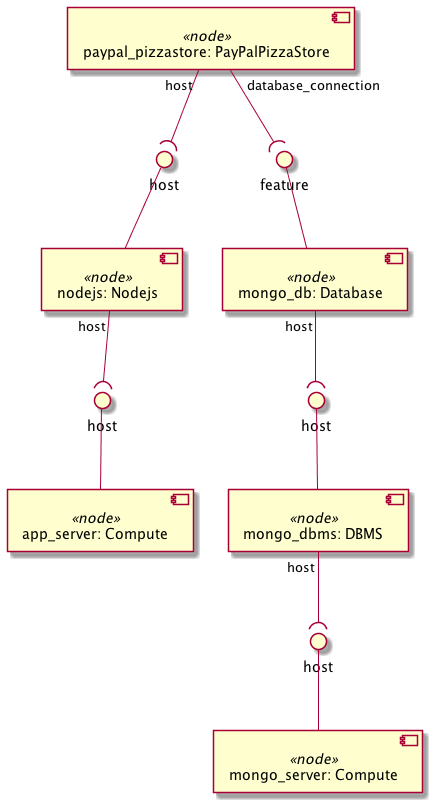 «node»
paypal_pizzastore: PayPalPizzaStore
host
database_connection
host
feature
«node»
nodejs: Nodejs
«node»
mongo_db: Database
host
host
host
host
«node»
app_server: Compute
«node»
mongo_dbms: DBMS
host
host
«node»
mongo_server: Compute